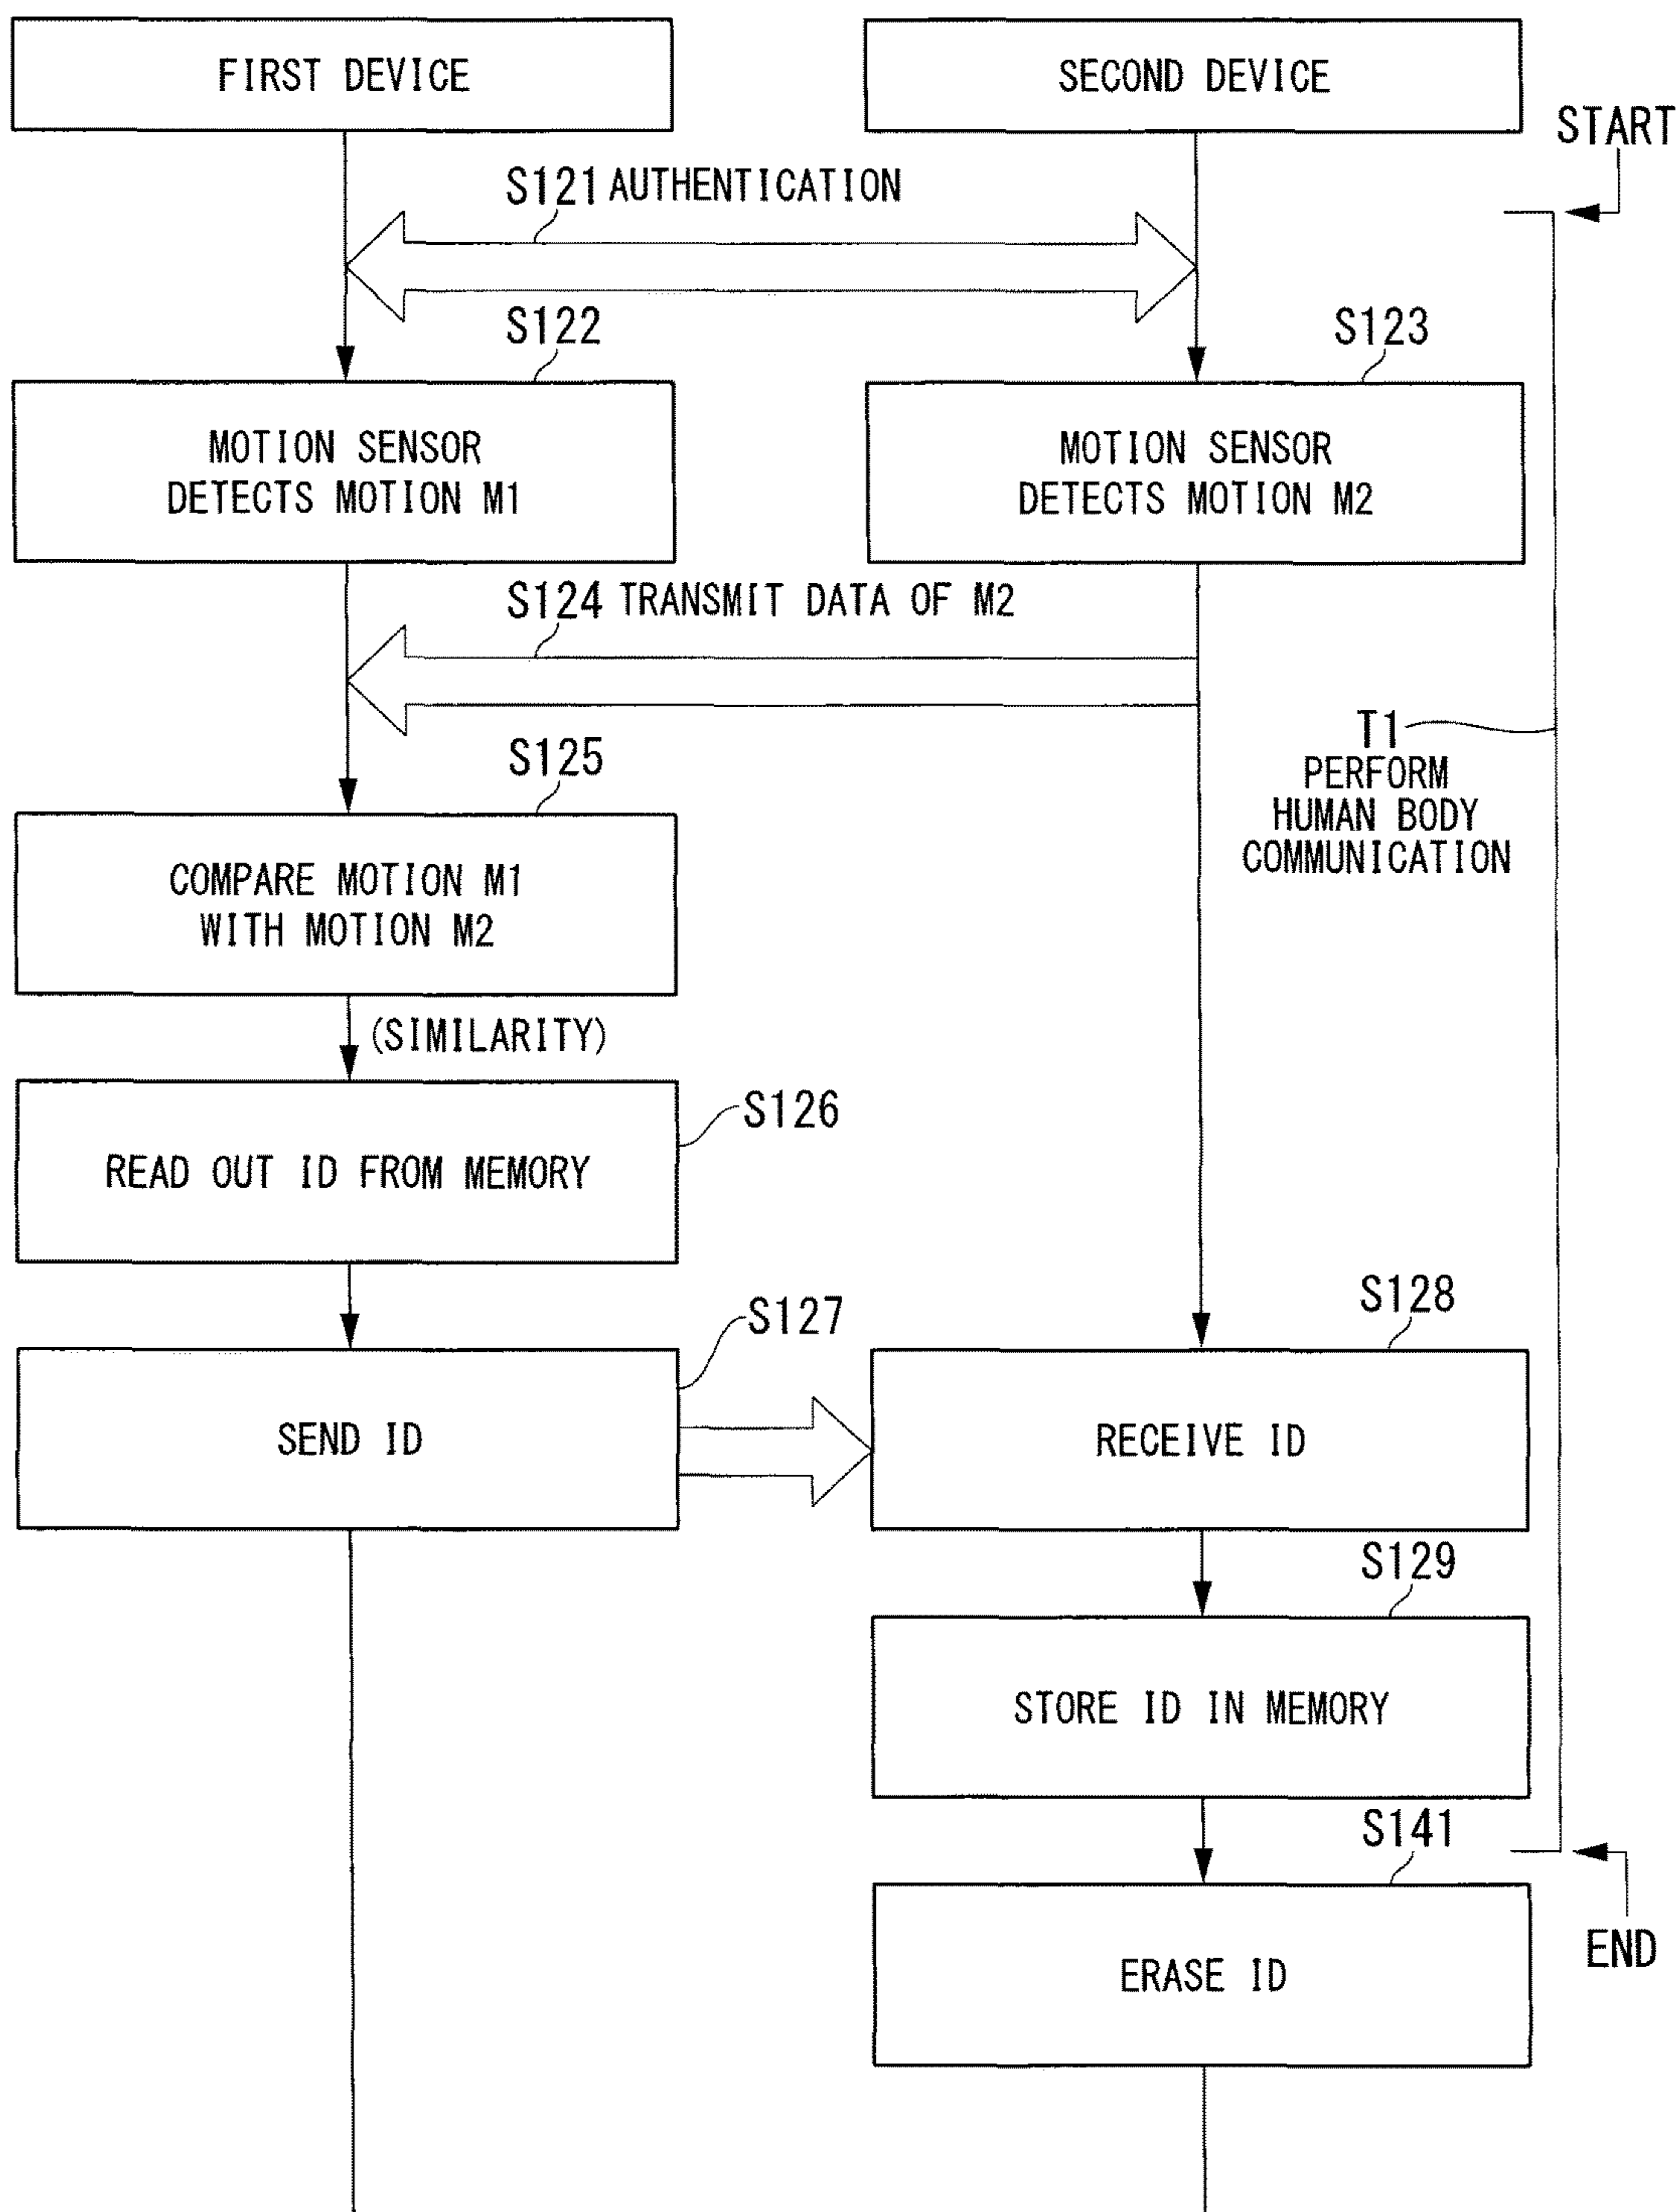 FIRST DEVICE
SECOND DEVICE
START
S121 AUTHENTICATION
S122
S123
MOTION SENSOR
DETECTS MOTION M1
MOTION SENSOR
DETECTS MOTION M2
S124 TRANSMIT DATA OF M2
T1
PERFORM
HUMAN BODY
COMMUNICATION
S125
COMPARE MOTION M1
WITH MOTION M2
(SIMILARITY)
S126
READ OUT ID FROM MEMORY
S127
S128
SEND ID
RECEIVE ID
S129
STORE ID IN MEMORY
S141
END
ERASE ID